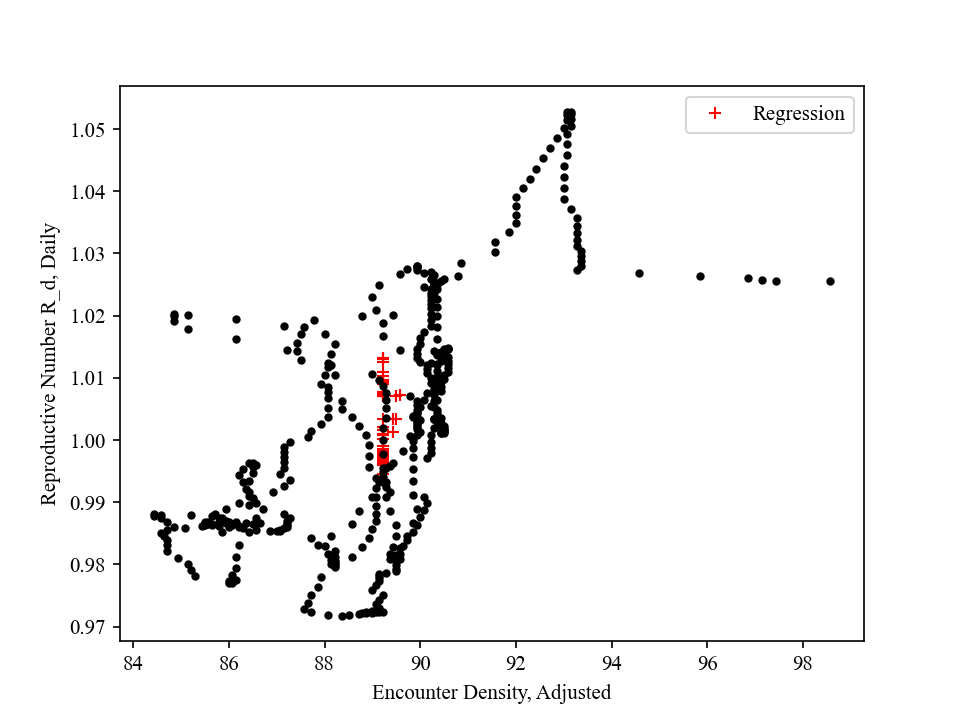 Regression
1.05
1.04
1.03
1.02
1.01
1.00
0.99
0.98
0.97
Reproductive Number R_d, Daily
84 86 88 90 92 94 96 98
Encounter Density, Adjusted